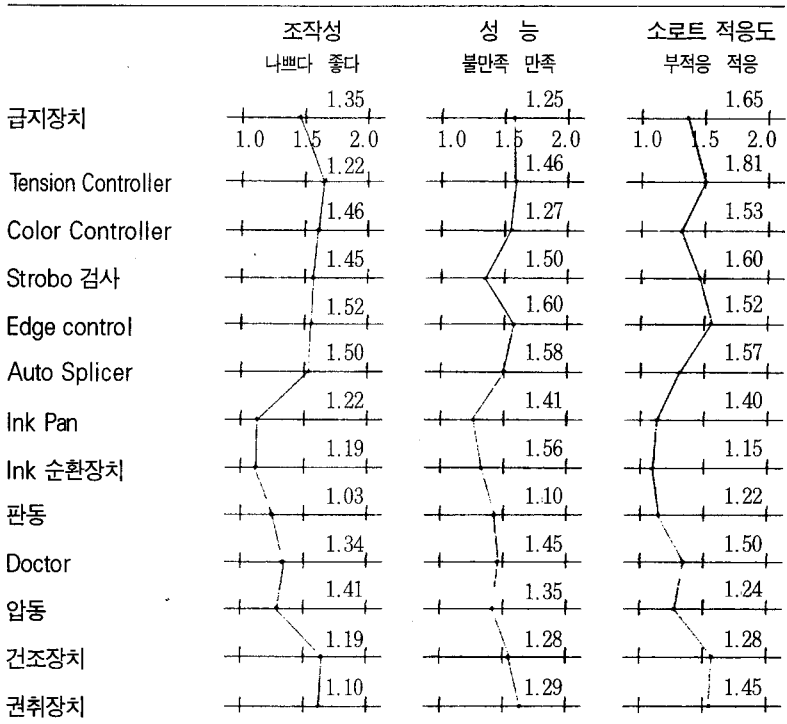 조작성 성 능 소로트 적응도
나쁘다 좋다 불만족 만족 부적응 적응
급지장치 1.35 1.25 1.65
1.0 1.5 2.0 1.0 1.5 2.0 1.0 1.5 2.0
Tension Controller 1.22 1.46 1.81
Color Controller 1.46 1.27 1.53
Strobo 검사 1.45 1.50 1.60
Edge control 1.52 1.60 1.52
Auto Splicer 1.50 1.58 1.57
Ink Pan 1.22 1.41 1.40
Ink 순환장치 1.19 1.56 1.15
판동 1.03 1.10 1.22
Doctor 1.34 1.45 1.50
압동 1.41 1.35 1.24
건조장치 1.19 1.28 1.28
권취장치 1.10 1.29 1.45